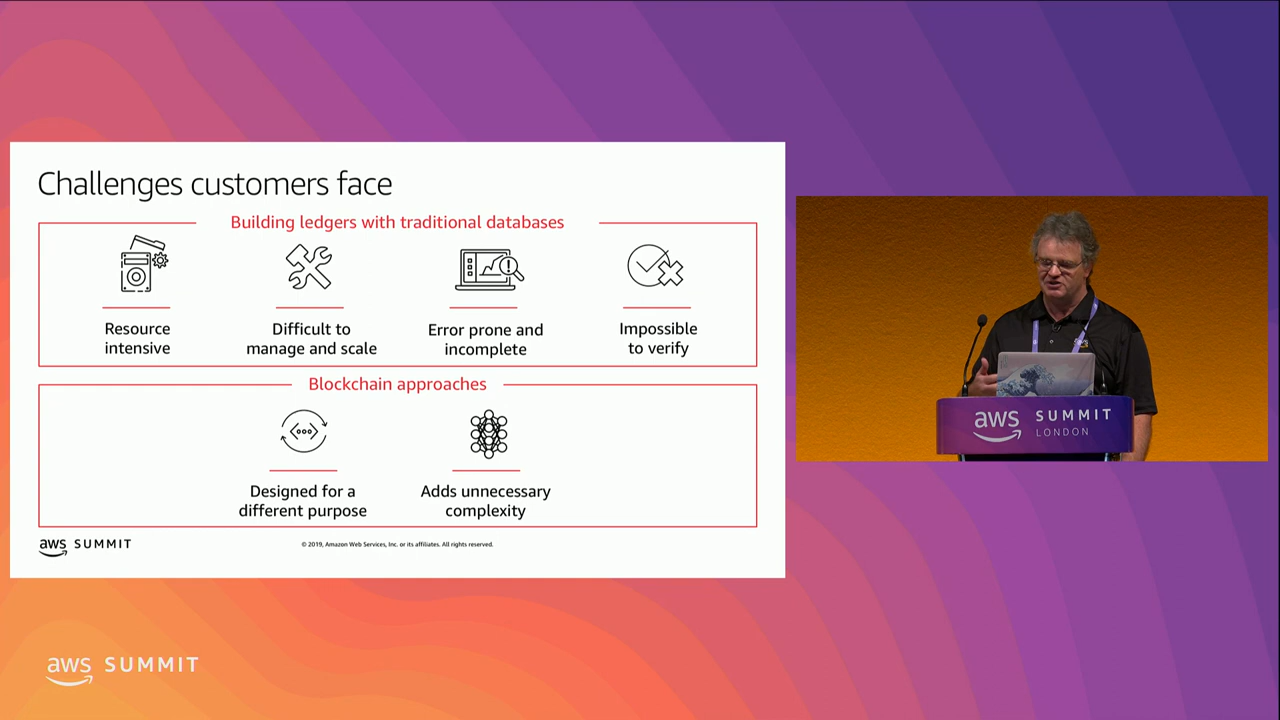 Challenges customers face
Building ledgers with traditional databases
Resource
intensive
Difficult to
manage and scale
Error prone and
incomplete
Impossible
to verify
Blockchain approaches
Designed for a
different purpose
Adds unnecessary
complexity
aws SUMMIT
© 2019, Amazon Web Services, Inc. or its affiliates. All rights reserved.
aws SUMMIT
LONDON
aws SUMMIT